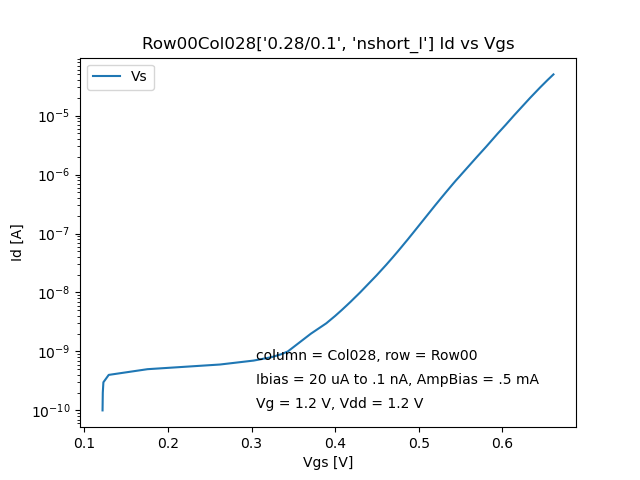 Row00Col028['0.28/0.1', 'nshort_l'] Id vs Vgs
Vs
Id [A]
10⁻⁵
10⁻⁶
10⁻⁷
10⁻⁸
10⁻⁹
10⁻¹⁰
column = Col028, row = Row00
Ibias = 20 uA to .1 nA, AmpBias = .5 mA
Vg = 1.2 V, Vdd = 1.2 V
0.1 0.2 0.3 0.4 0.5 0.6
Vgs [V]